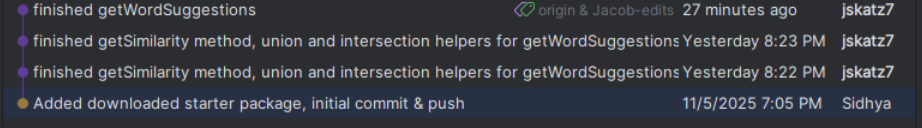 finished getWordSuggestions origin & Jacob-edits 27 minutes ago jskatz7
finished getSimilarity method, union and intersection helpers for getWordSuggestions Yesterday 8:23 PM jskatz7
finished getSimilarity method, union and intersection helpers for getWordSuggestions Yesterday 8:22 PM jskatz7
Added downloaded starter package, initial commit & push 11/5/2025 7:05 PM Sidhya